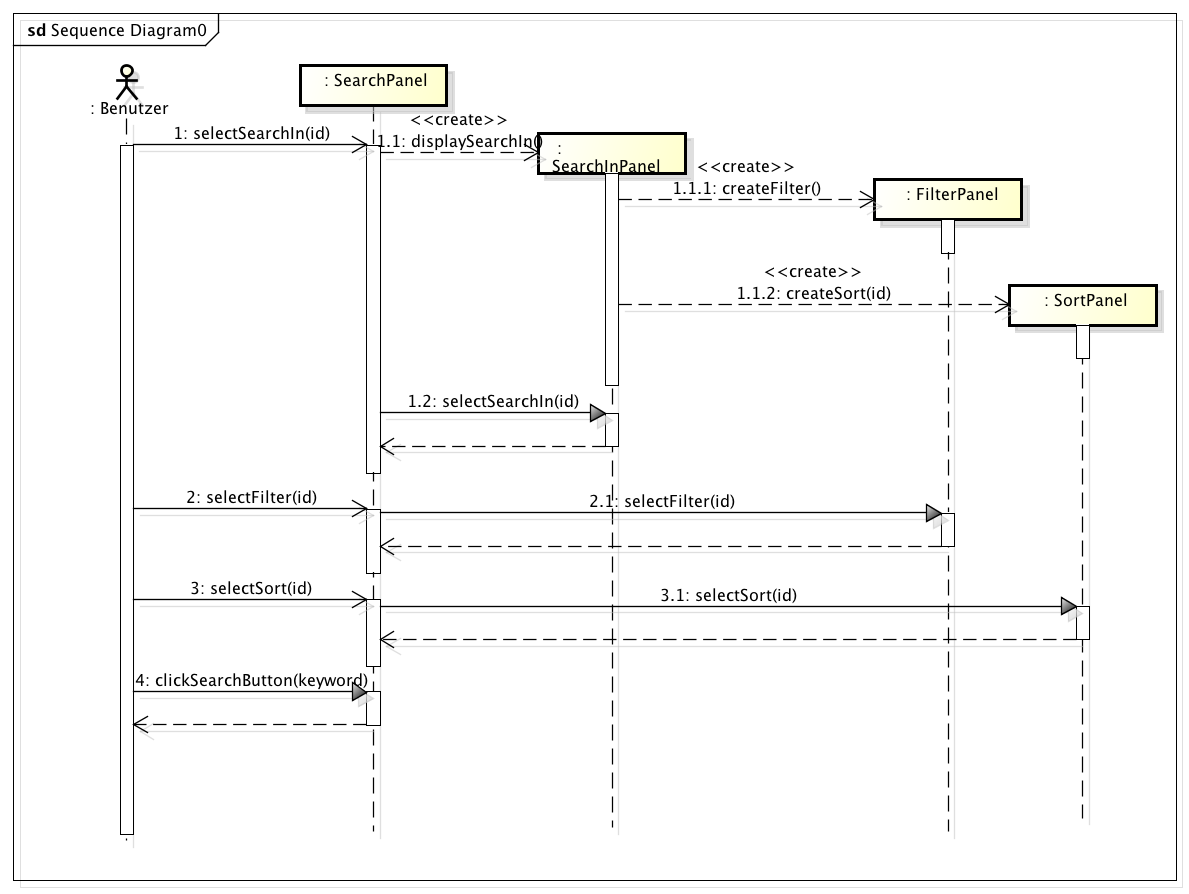 sd Sequence Diagram0
: Benutzer
: SearchPanel
<<create>>
1: selectSearchIn(id)
1.1: displaySearchIn()
:
SearchInPanel
<<create>>
1.1.1: createFilter()
: FilterPanel
<<create>>
1.1.2: createSort(id)
: SortPanel
1.2: selectSearchIn(id)
2: selectFilter(id)
2.1: selectFilter(id)
3: selectSort(id)
3.1: selectSort(id)
4: clickSearchButton(keyword)